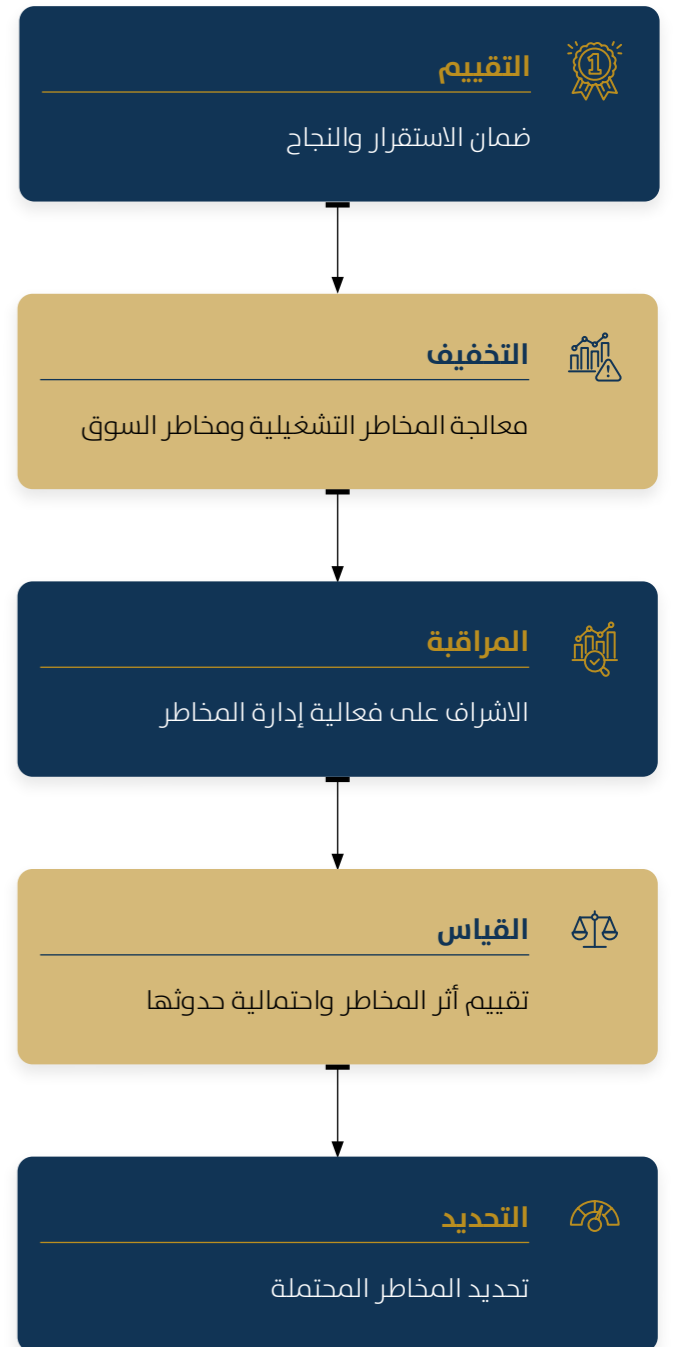 1
التقييم
ضمان الاستقرار والنجاح
التخفيف
معالجة المخاطر التشغيلية ومخاطر السوق
المراقبة
الاشراف على فعالية إدارة المخاطر
القياس
تقييم أثر المخاطر واحتمالية حدوثها
التحديد
تحديد المخاطر المحتملة